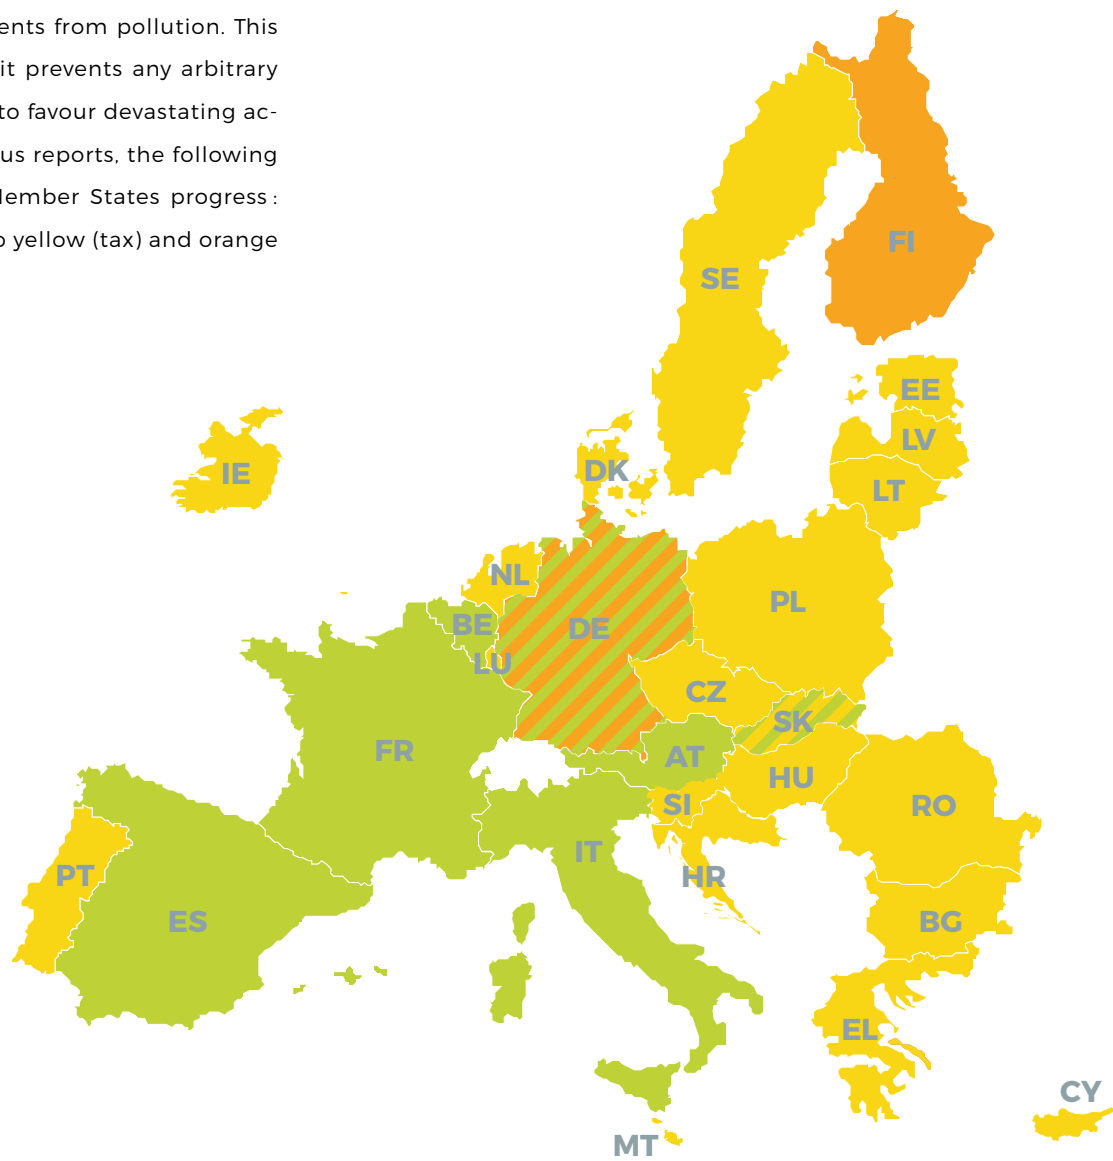 ents from pollution. This
it prevents any arbitrary
to favour devastating ac-
us reports, the following
ember States progress :
yellow (tax) and orange
FI
SE
EE
LV
LT
IE
DK
NL
PL
BE
DE
LU
CZ
SK
FR
AT
HU
SI
RO
IT
PT
HR
ES
BG
EL
CY
MT